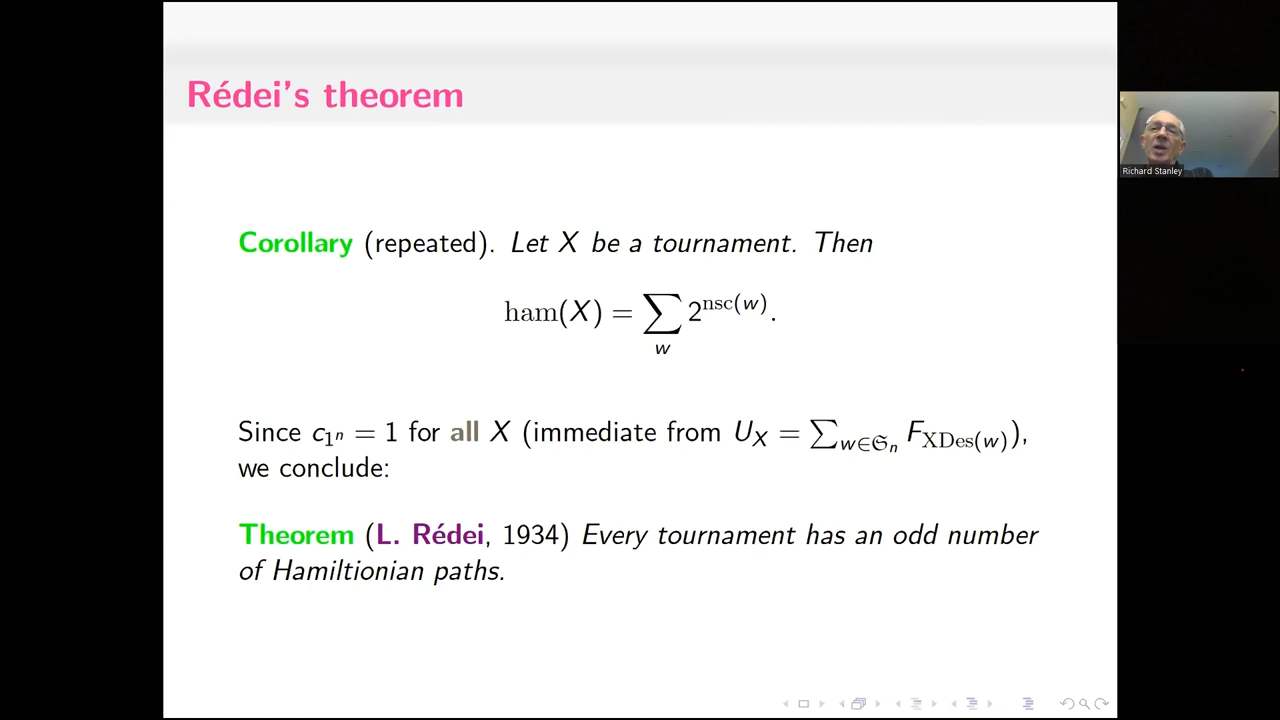 Rédei's theorem
Richard Stanley
Corollary (repeated). Let X be a tournament. Then
ham(X) = ∑_w 2^{nsc(w)}.
Since c_{1^n} = 1 for all X (immediate from U_X = ∑_{w∈𝔖_n} F_{XDes(w)}),
we conclude:
Theorem (L. Rédei, 1934) Every tournament has an odd number
of Hamiltionian paths.